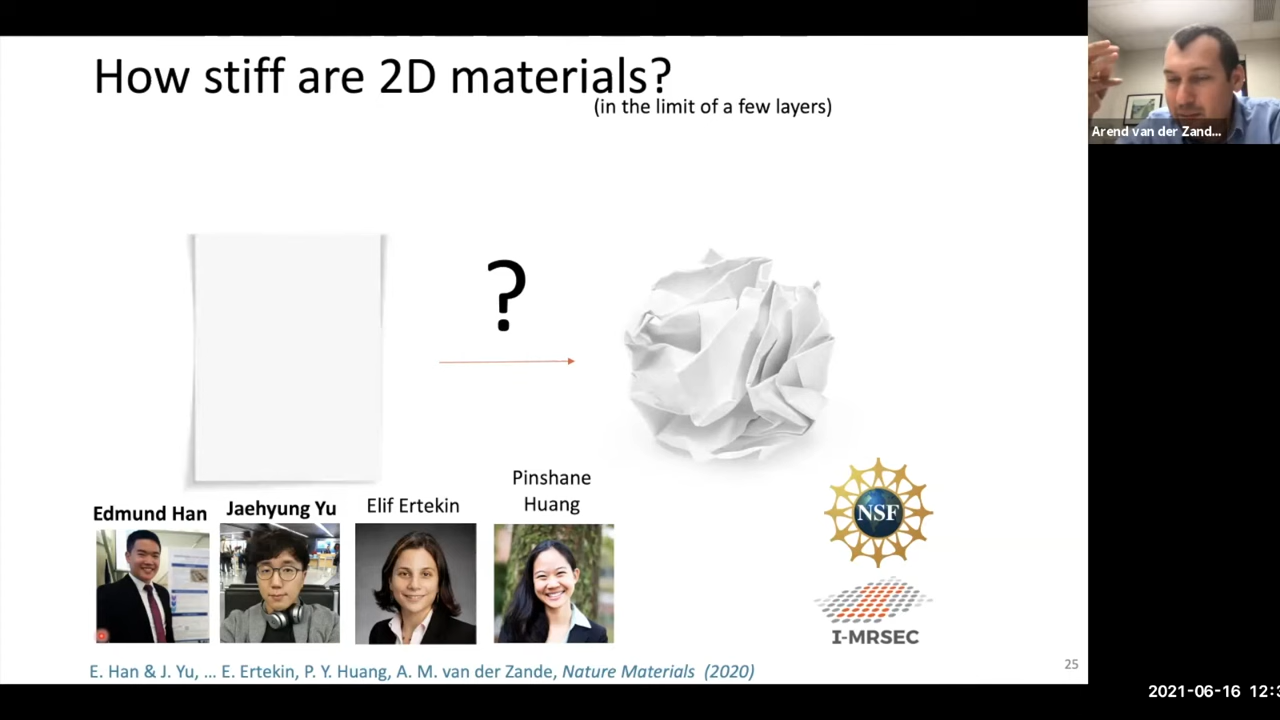 How stiff are 2D materials?
(in the limit of a few layers)
Arend van der Zand...
?
Pinshane
Huang
Edmund Han
Jaehyung Yu
Elif Ertekin
NSF
I-MRSEC
E. Han & J. Yu, ... E. Ertekin, P. Y. Huang, A. M. van der Zande, Nature Materials (2020)
25
2021-06-16 12:3